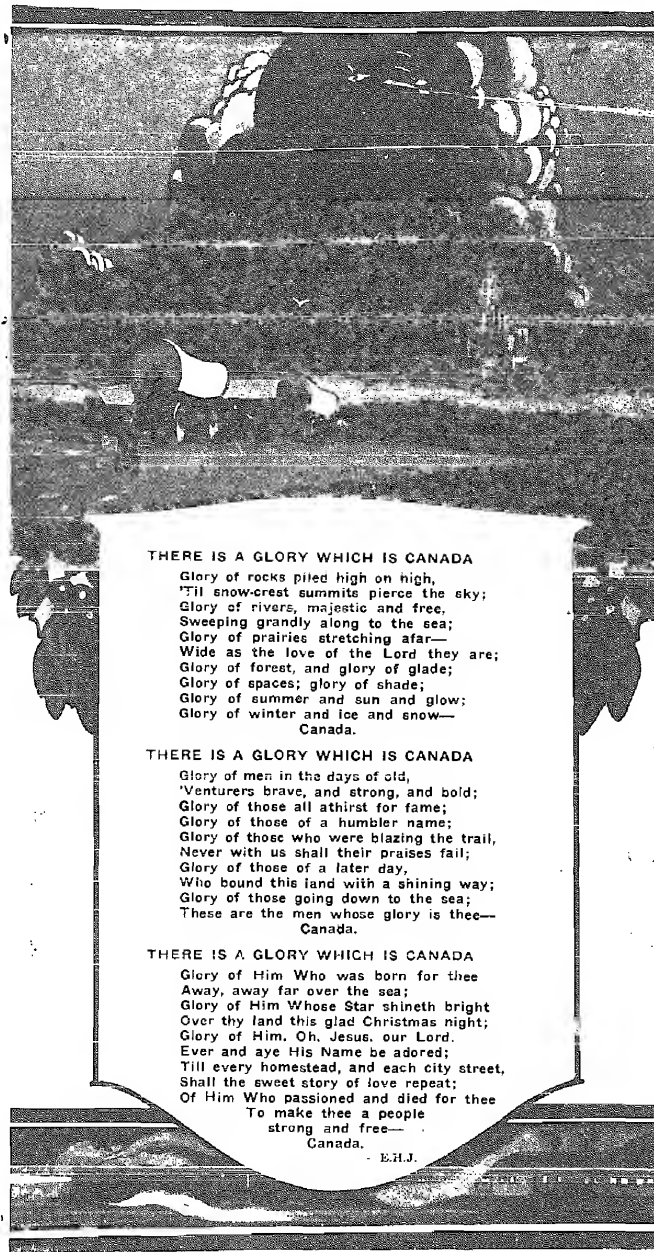 THERE IS A GLORY WHICH IS CANADA
Glory of rocks piled high on high,
'Til snow-crest summits pierce the sky;
Glory of rivers, majestic and free,
Sweeping grandly along to the sea;
Glory of prairies stretching afar—
Wide as the love of the Lord they are;
Glory of forest, and glory of glade;
Glory of spaces; glory of shade;
Glory of summer and sun and glow;
Glory of winter and ice and snow—
Canada.
THERE IS A GLORY WHICH IS CANADA
Glory of men in the days of old,
'Venturers brave, and strong, and bold;
Glory of those all athirst for fame;
Glory of those of a humbler name;
Glory of those who were blazing the trail,
Never with us shall their praises fail;
Glory of those of a later day,
Who bound this land with a shining way;
Glory of those going down to the sea;
These are the men whose glory is thee—
Canada.
THERE IS A GLORY WHICH IS CANADA
Glory of Him Who was born for thee
Away, away far over the sea;
Glory of Him Whose Star shineth bright
Over thy land this glad Christmas night;
Glory of Him, Oh, Jesus, our Lord.
Ever and aye His Name be adored;
Till every homestead, and each city street,
Shall the sweet story of love repeat;
Of Him Who passioned and died for thee
To make thee a people
strong and free—
Canada.
- E.H.J.